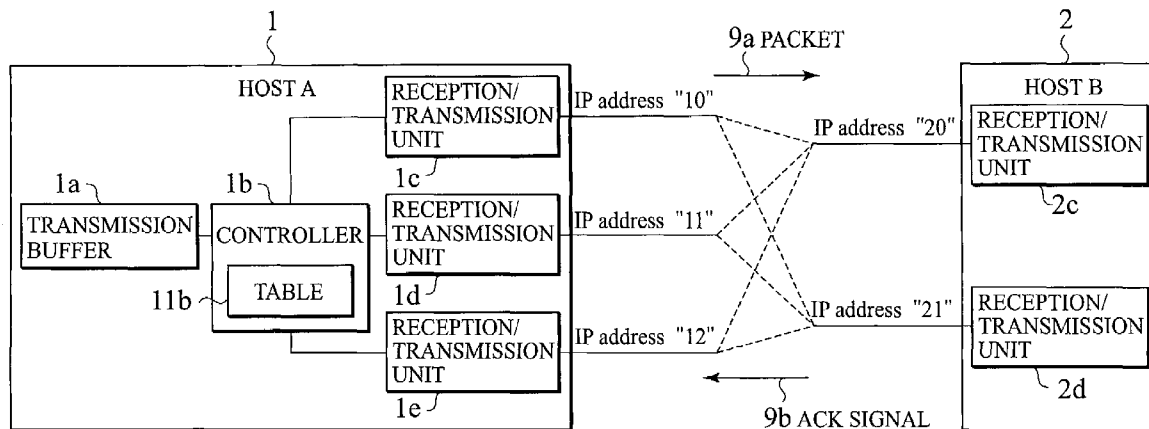 1
9a PACKET
2
HOST A
HOST B
RECEPTION/
TRANSMISSION
UNIT
1c
IP address "10"
IP address "20"
RECEPTION/
TRANSMISSION
UNIT
2c
1a
TRANSMISSION
BUFFER
1b
CONTROLLER
11b
TABLE
RECEPTION/
TRANSMISSION
UNIT
1d
IP address "11"
IP address "21"
RECEPTION/
TRANSMISSION
UNIT
2d
RECEPTION/
TRANSMISSION
UNIT
1e
IP address "12"
9b ACK SIGNAL